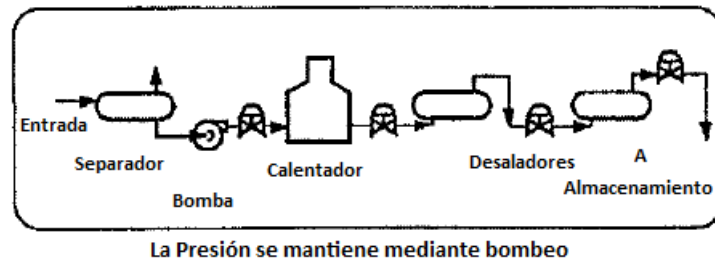 Entrada
Separador
Bomba
Calentador
Desaladores
A
Almacenamiento
La Presión se mantiene mediante bombeo